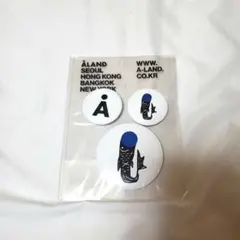 ÅLAND
SEOUL
HONG KONG
BANGKOK
NEW YORK
WWW.
A-LAND.
CO.KR
Å